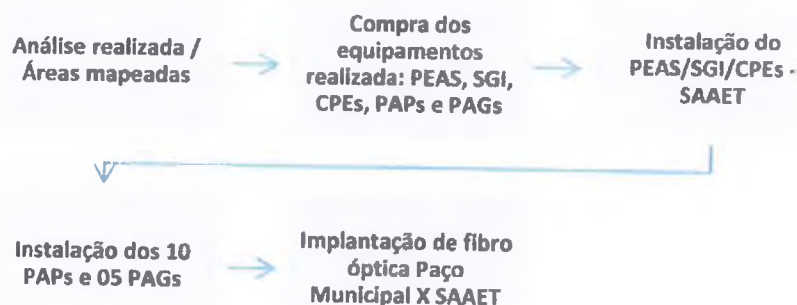 Análise realizada /
Áreas mapeadas
Compra dos
equipamentos
realizada: PEAS, SGI,
CPEs, PAPs e PAGs
Instalação do
PEAS/SGI/CPEs -
SAAET
Instalação dos 10
PAPs e 05 PAGs
Implantação de fibro
óptica Paço
Municipal X SAAET